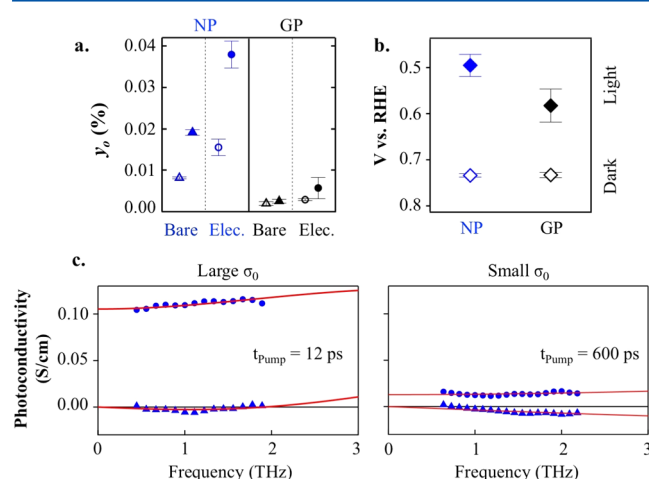 NP GP
a.
b.
0.04
0.03
0.02
0.01
0.00
y₀ (%)
Bare Elec. Bare Elec.
0.5
0.6
0.7
0.8
V vs. RHE
Light
Dark
NP GP
c.
Large σ₀ Small σ₀
0.10
0.05
0.00
Photoconductivity
(S/cm)
t_Pump = 12 ps t_Pump = 600 ps
0 1 2 3 0 1 2 3
Frequency (THz) Frequency (THz)